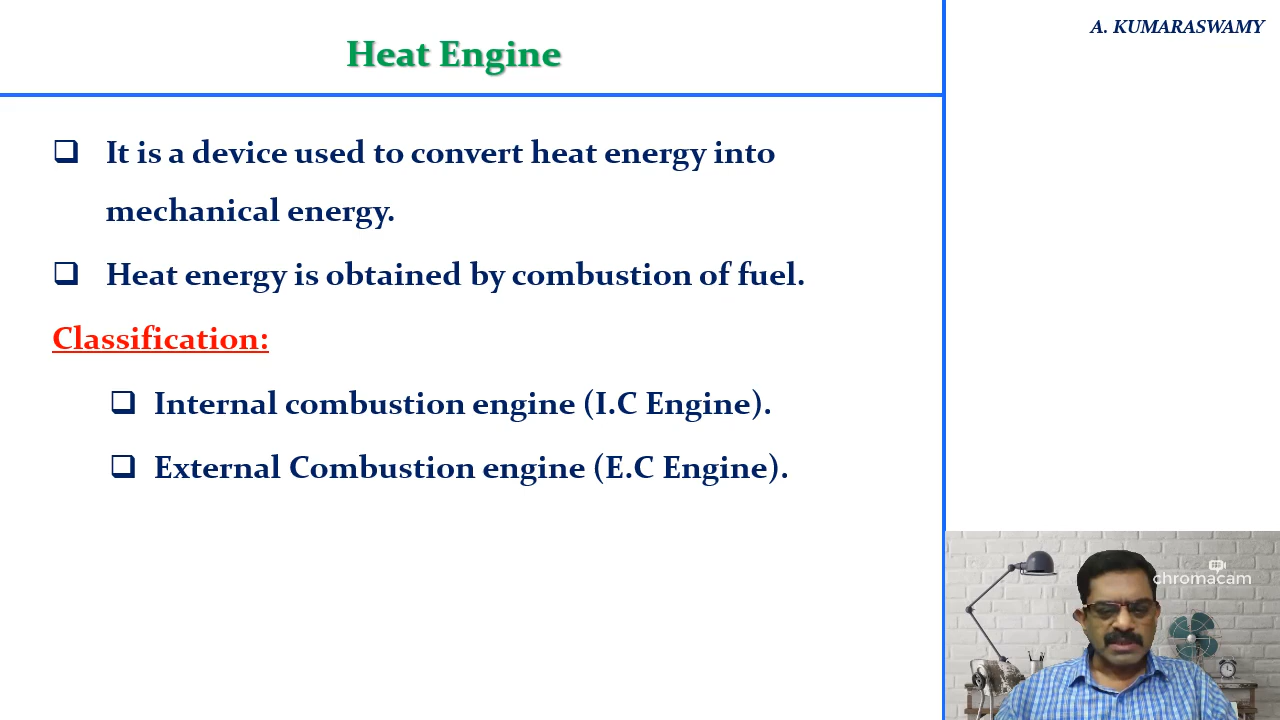 Heat Engine
A. KUMARASWAMY
It is a device used to convert heat energy into
mechanical energy.
Heat energy is obtained by combustion of fuel.
Classification:
Internal combustion engine (I.C Engine).
External Combustion engine (E.C Engine).
chromacam